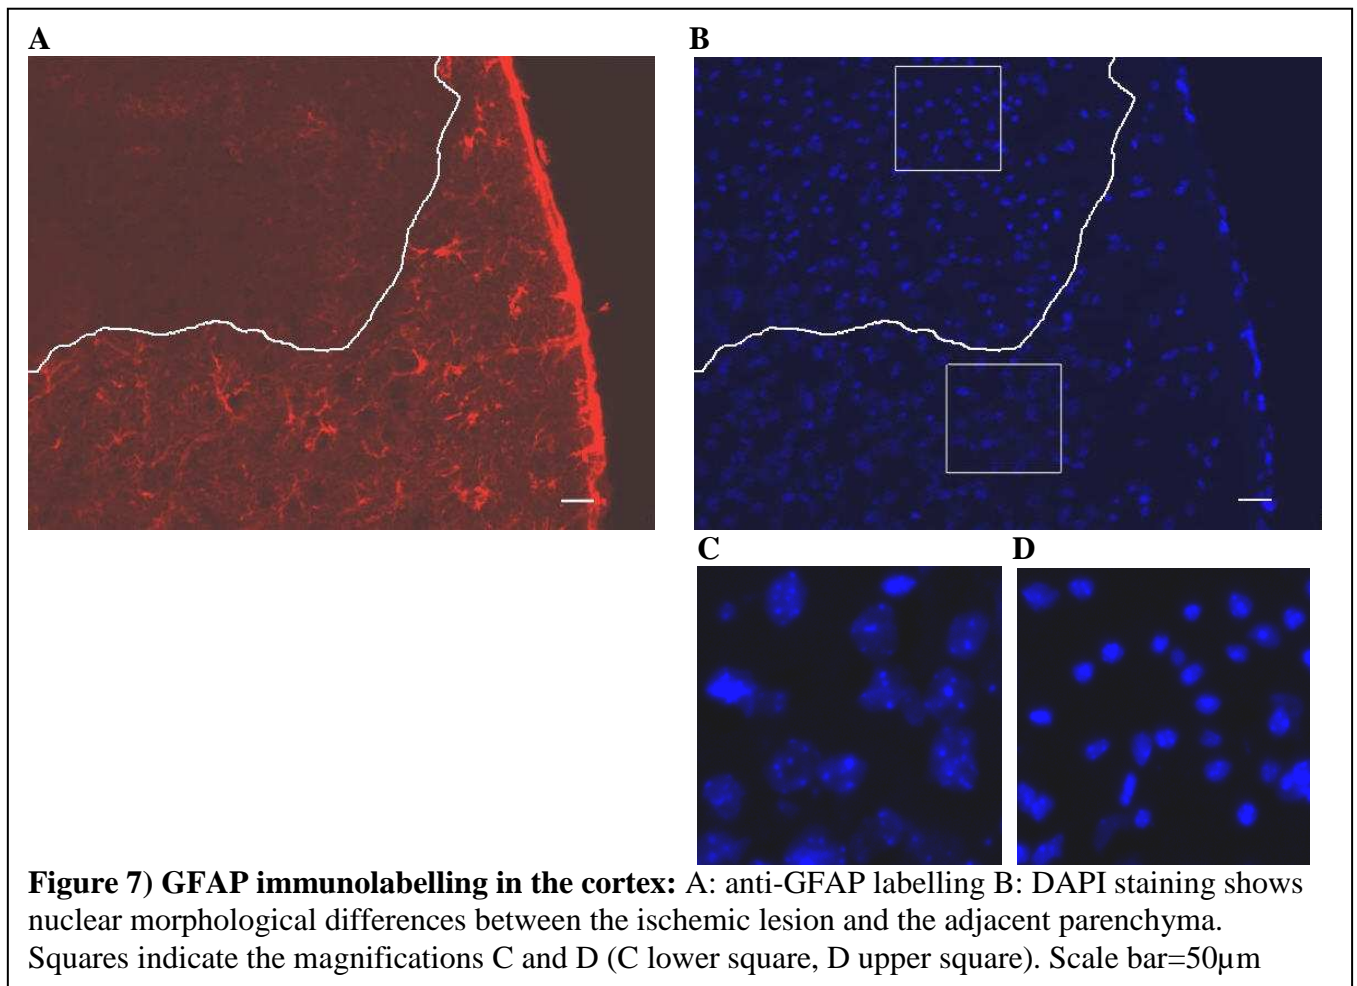 A
B
C
D
Figure 7) GFAP immunolabelling in the cortex: A: anti-GFAP labelling B: DAPI staining shows
nuclear morphological differences between the ischemic lesion and the adjacent parenchyma.
Squares indicate the magnifications C and D (C lower square, D upper square). Scale bar=50µm